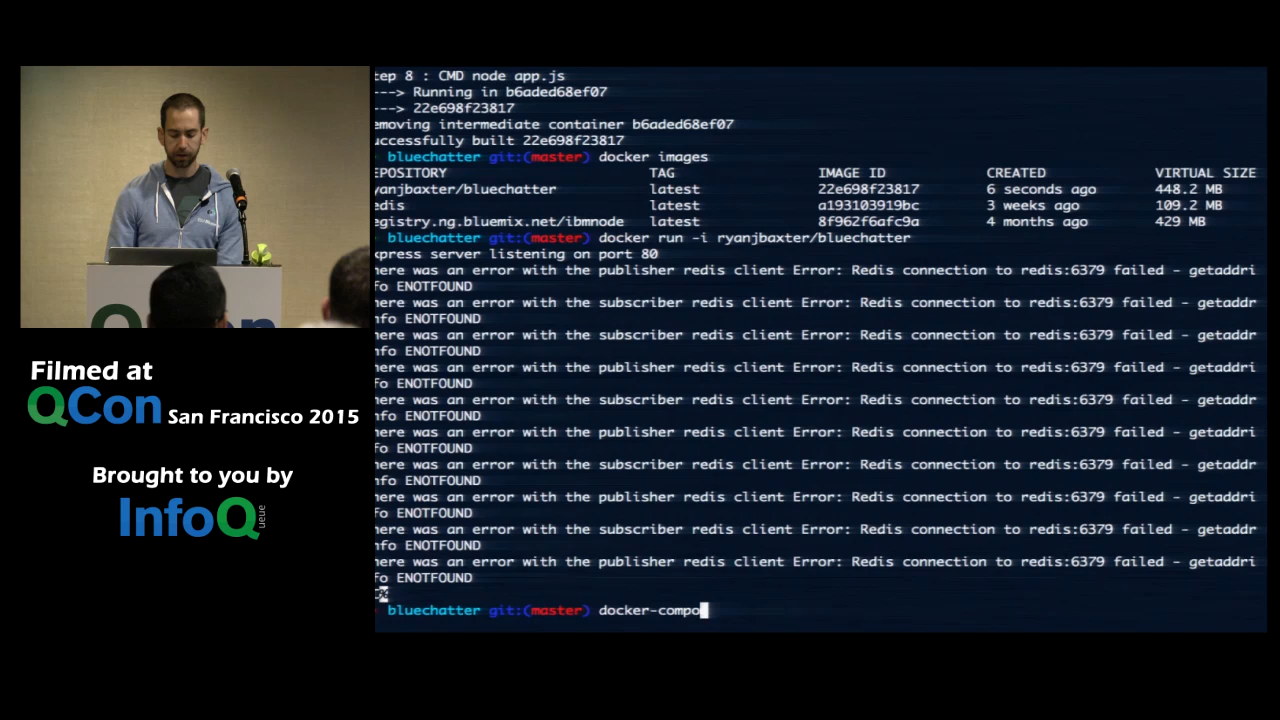 tep 8 : CMD node app.js
---> Running in b6aded68ef07
---> 22e698f23817
emoving intermediate container b6aded68ef07
uccessfully built 22e698f23817
bluechatter git:(master) docker images
EPOSITORY TAG IMAGE ID CREATED VIRTUAL SIZE
yanjbaxter/bluechatter latest 22e698f23817 6 seconds ago 448.2 MB
edis latest a193103919bc 3 weeks ago 109.2 MB
egistry.ng.bluemix.net/ibmnode latest 8f962f6afc9a 4 months ago 429 MB
bluechatter git:(master) docker run -i ryanjbaxter/bluechatter
xpress server listening on port 80
here was an error with the publisher redis client Error: Redis connection to redis:6379 failed - getaddri
fo ENOTFOUND
here was an error with the subscriber redis client Error: Redis connection to redis:6379 failed - getaddr
nfo ENOTFOUND
here was an error with the subscriber redis client Error: Redis connection to redis:6379 failed - getaddr
nfo ENOTFOUND
here was an error with the publisher redis client Error: Redis connection to redis:6379 failed - getaddri
fo ENOTFOUND
here was an error with the subscriber redis client Error: Redis connection to redis:6379 failed - getaddr
nfo ENOTFOUND
here was an error with the publisher redis client Error: Redis connection to redis:6379 failed - getaddri
fo ENOTFOUND
here was an error with the subscriber redis client Error: Redis connection to redis:6379 failed - getaddr
nfo ENOTFOUND
here was an error with the publisher redis client Error: Redis connection to redis:6379 failed - getaddri
fo ENOTFOUND
here was an error with the subscriber redis client Error: Redis connection to redis:6379 failed - getaddr
nfo ENOTFOUND
here was an error with the publisher redis client Error: Redis connection to redis:6379 failed - getaddri
fo ENOTFOUND
bluechatter git:(master) docker-compo
Filmed at
QCon San Francisco 2015
Brought to you by
InfoQ
ueue